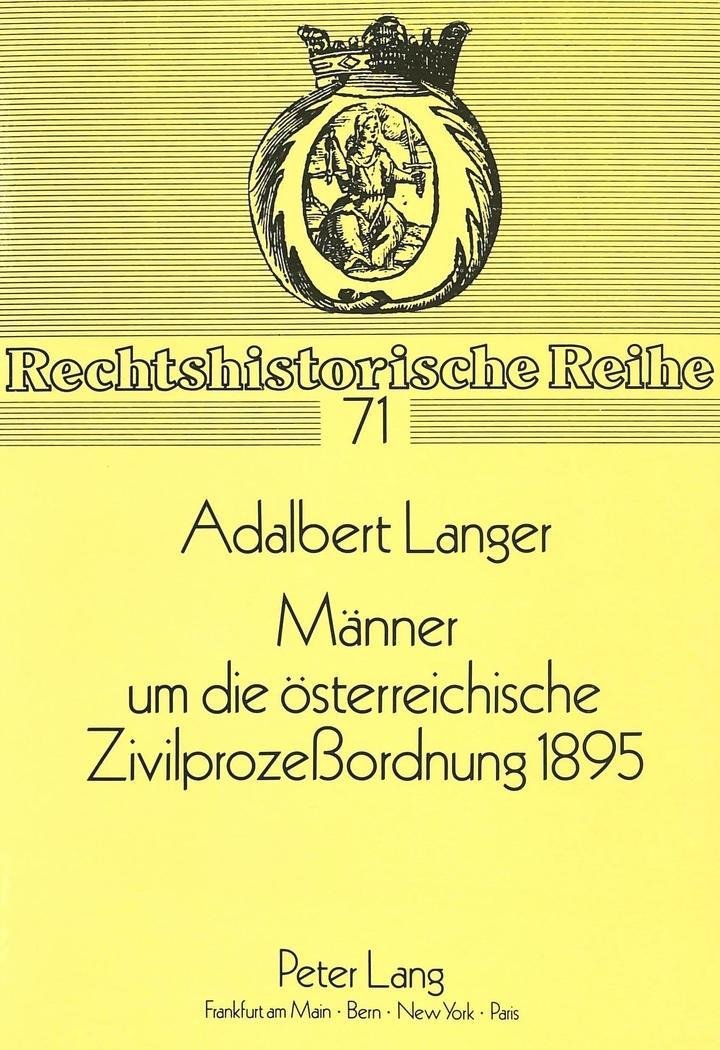 Rechtshistorische Reihe
71
Adalbert Langer
Männer
um die österreichische
Zivilprozeßordnung 1895
Peter Lang
Frankfurt am Main · Bern · New York · Paris